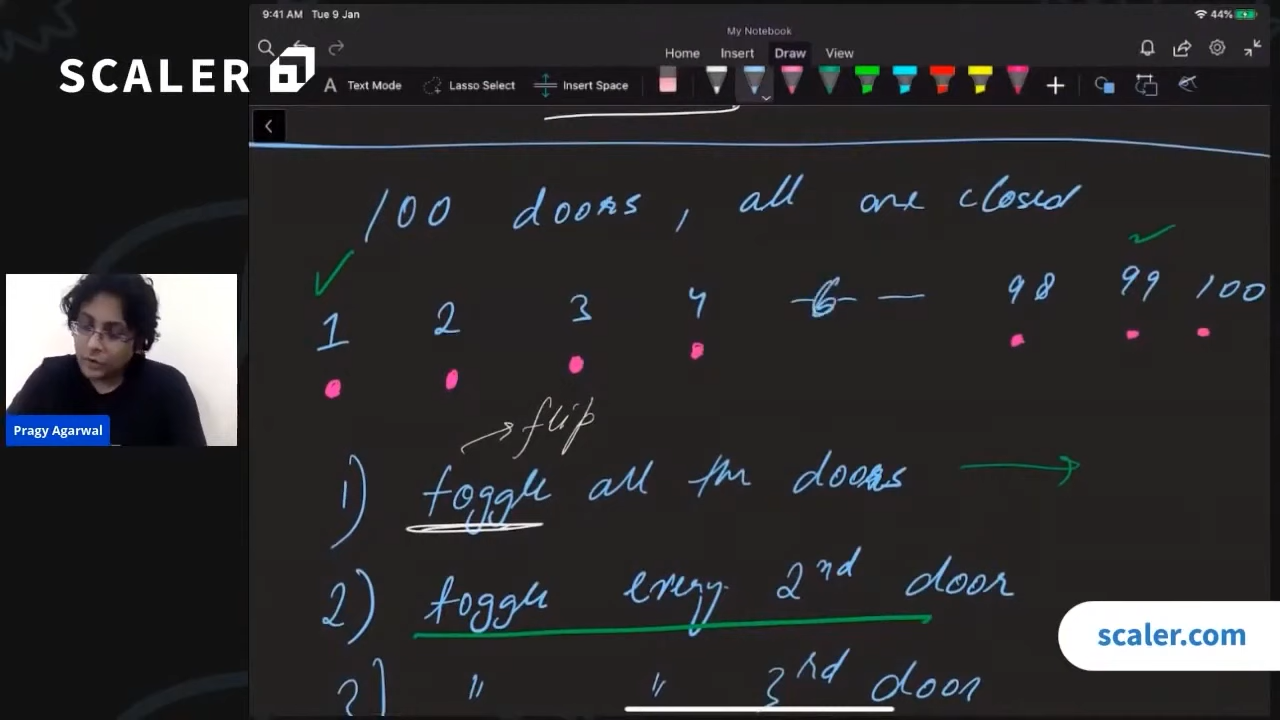 9:41 AM Tue 9 Jan
44%
My Notebook
SCALER
Home Insert Draw View
Text Mode Lasso Select Insert Space
100 doors, all are closed
1 2 3 4 98 99 100
flip
1) toggle all the doors
2) toggle every 2nd door
3) " " 3rd door
Pragy Agarwal
scaler.com